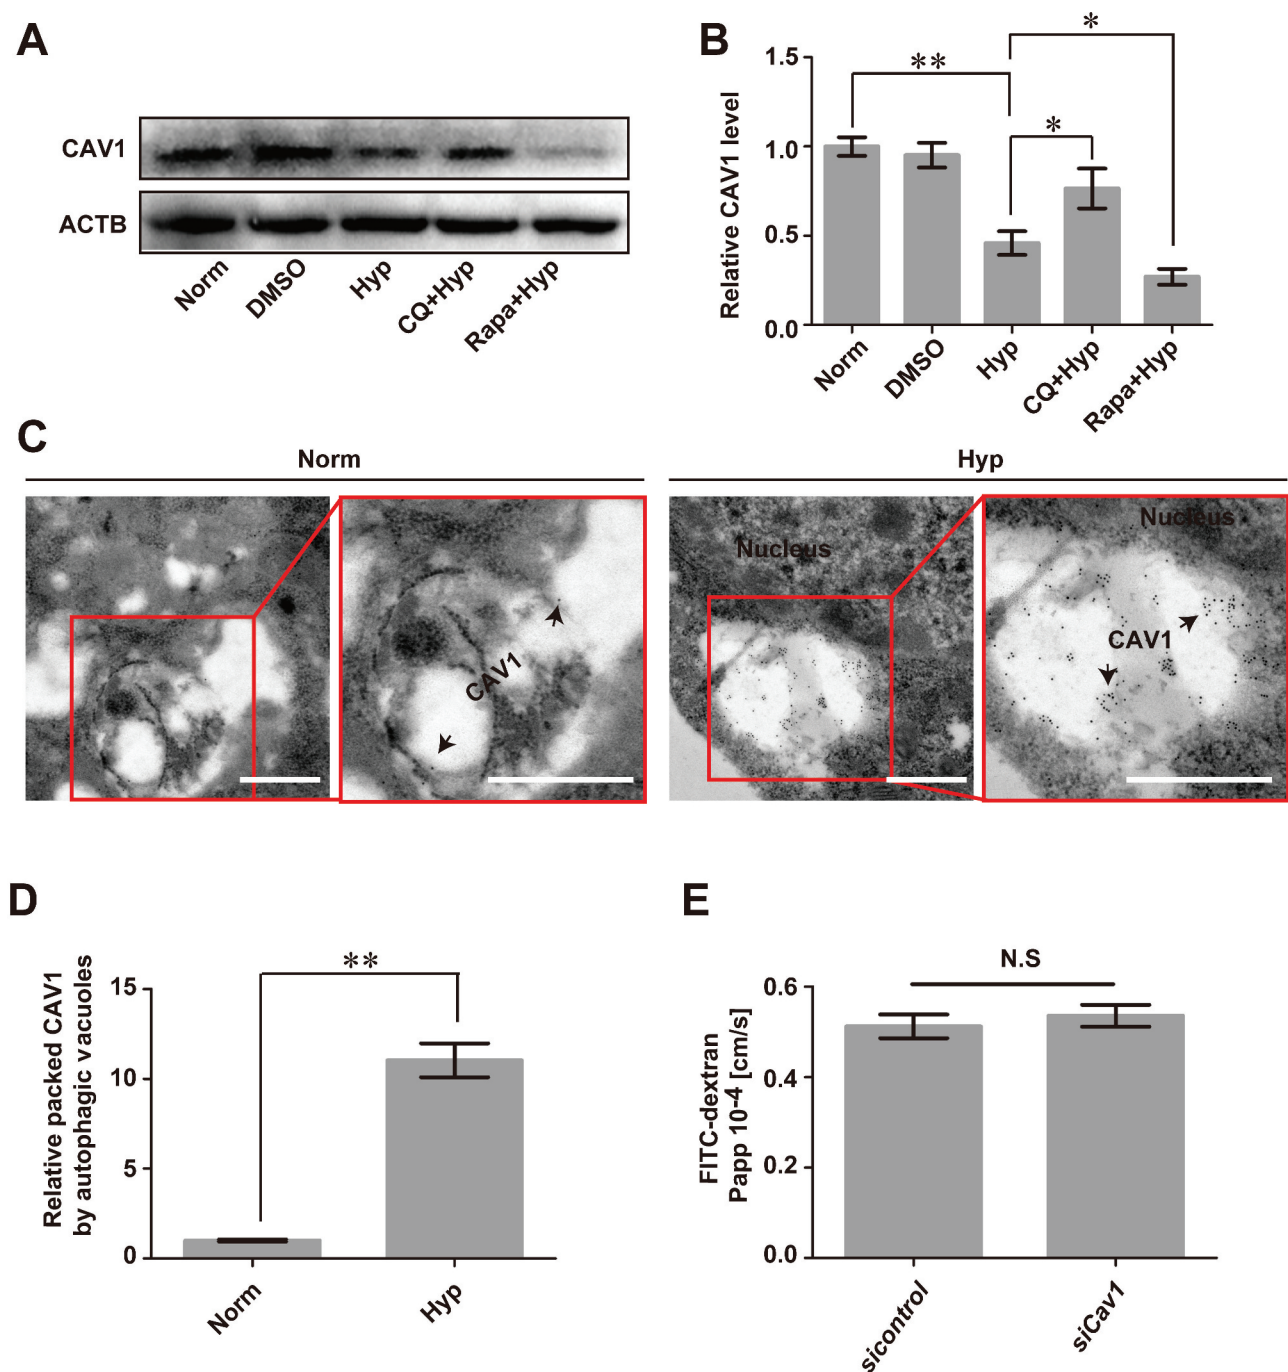 A
CAV1
ACTB
Norm
DMSO
Hyp
CQ+Hyp
Rapa+Hyp
B
Relative CAV1 level
1.5
1.0
0.5
0.0
**
*
*
Norm
DMSO
Hyp
CQ+Hyp
Rapa+Hyp
C
Norm
CAV1
Hyp
Nucleus
Nucleus
CAV1
D
Relative packed CAV1
by autophagic vacuoles
15
10
5
0
**
Norm
Hyp
E
FITC-dextran
Papp 10-4 [cm/s]
0.6
0.4
0.2
0.0
N.S
sicontrol
siCav1